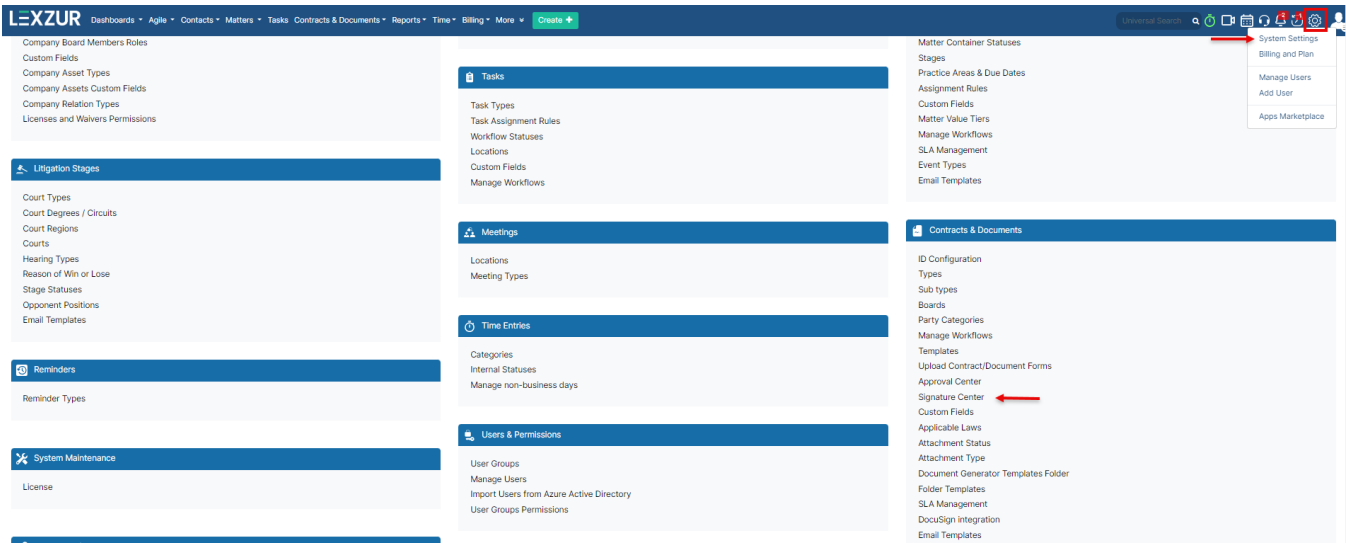 LEXZUR Dashboards Agile Contacts Matters Tasks Contracts & Documents Reports Time Billing More Create + Universal Search
System Settings
Billing and Plan
Manage Users
Add User
Apps Marketplace
Company Board Members Roles
Custom Fields
Company Asset Types
Company Assets Custom Fields
Company Relation Types
Licenses and Waivers Permissions
Litigation Stages
Court Types
Court Degrees / Circuits
Court Regions
Courts
Hearing Types
Reason of Win or Lose
Stage Statuses
Opponent Positions
Email Templates
Reminders
Reminder Types
System Maintenance
License
Tasks
Task Types
Task Assignment Rules
Workflow Statuses
Locations
Custom Fields
Manage Workflows
Meetings
Locations
Meeting Types
Time Entries
Categories
Internal Statuses
Manage non-business days
Users & Permissions
User Groups
Manage Users
Import Users from Azure Active Directory
User Groups Permissions
Matter Container Statuses
Stages
Practice Areas & Due Dates
Assignment Rules
Custom Fields
Matter Value Tiers
Manage Workflows
SLA Management
Event Types
Email Templates
Contracts & Documents
ID Configuration
Types
Sub types
Boards
Party Categories
Manage Workflows
Templates
Upload Contract/Document Forms
Approval Center
Signature Center
Custom Fields
Applicable Laws
Attachment Status
Attachment Type
Document Generator Templates Folder
Folder Templates
SLA Management
DocuSign integration
Email Templates